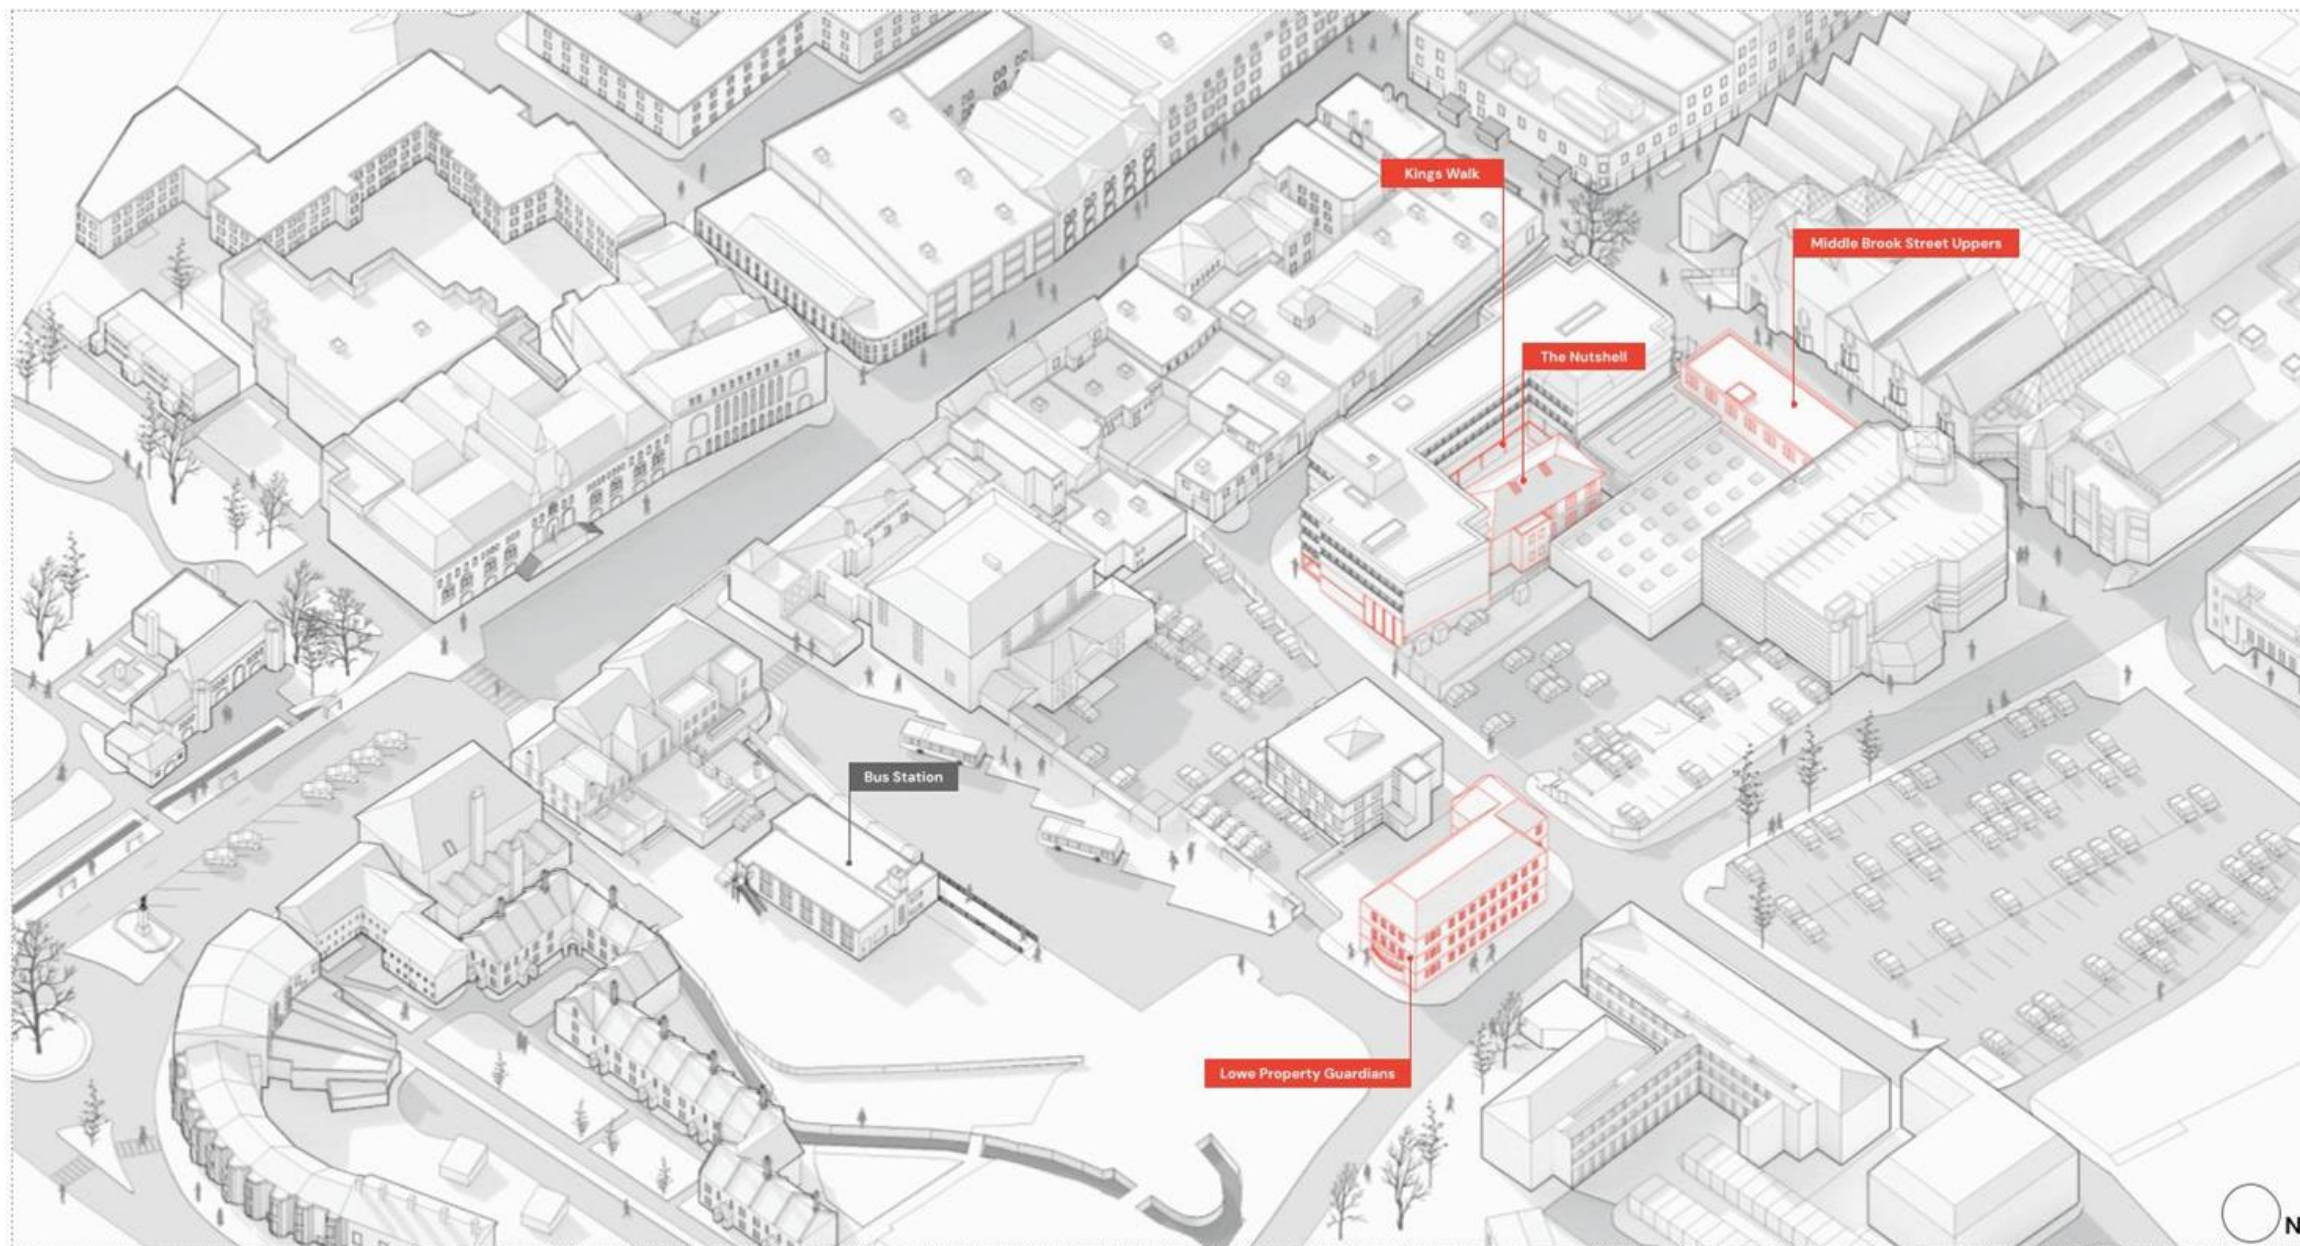 Kings Walk
Middle Brook Street Uppers
The Nutshell
Bus Station
Lowe Property Guardians
N